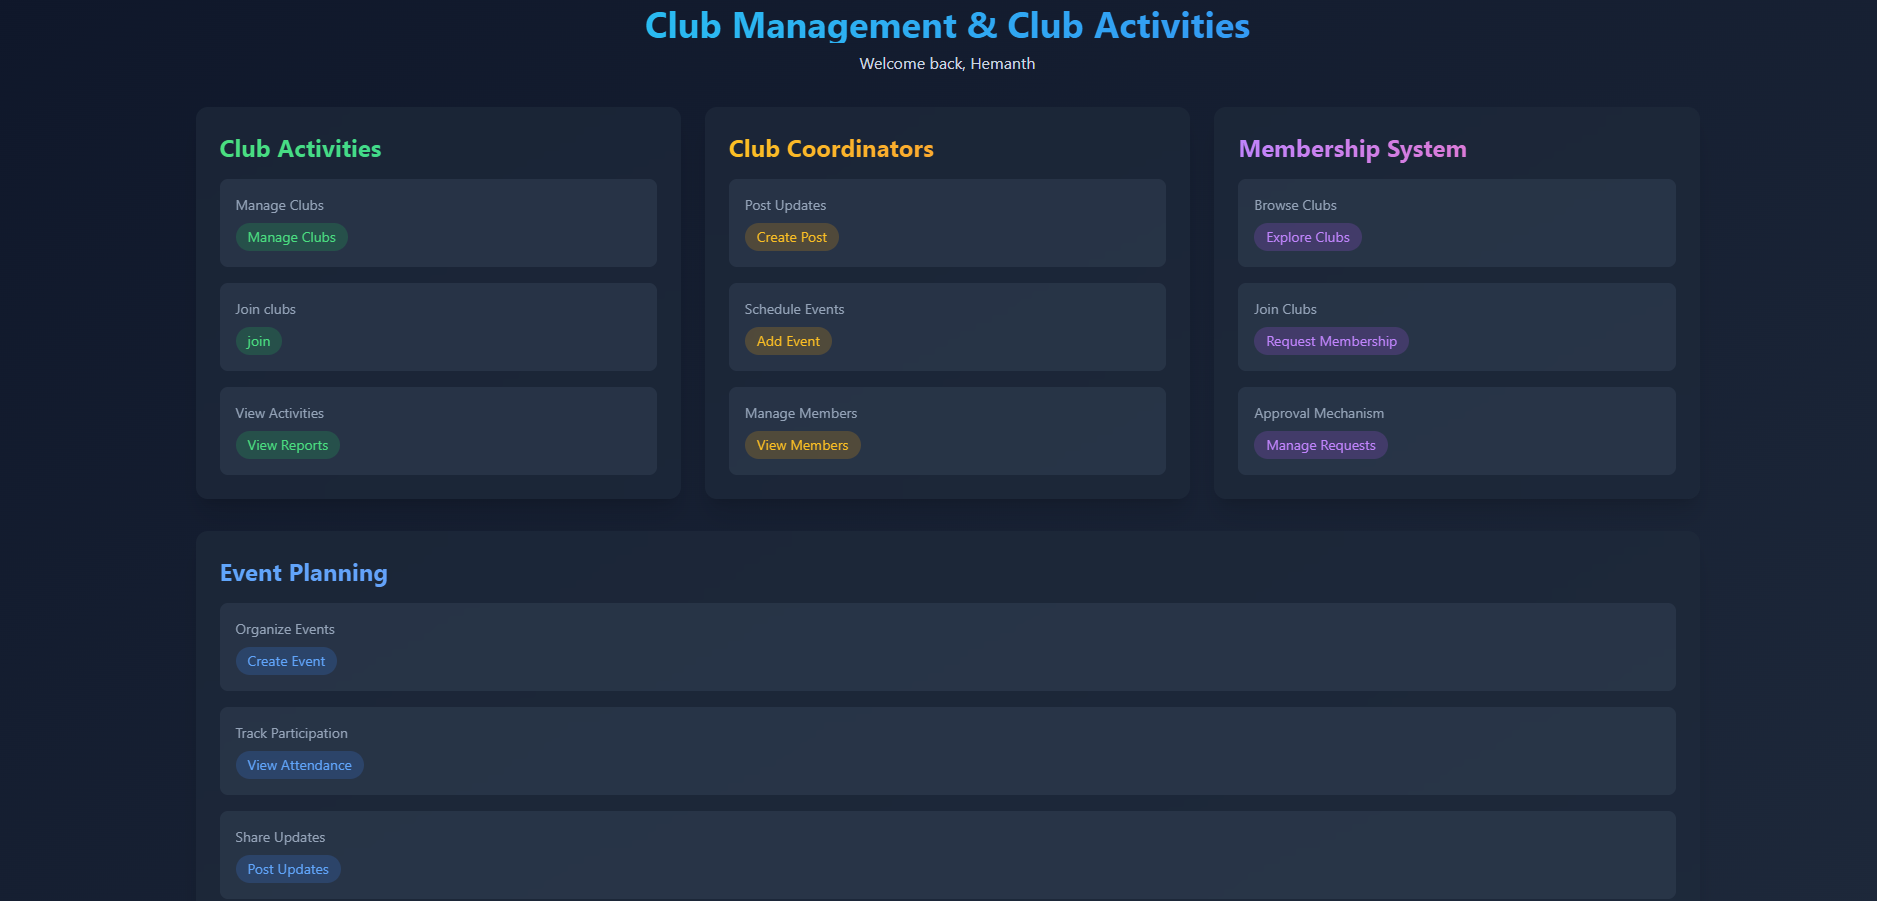 Club Management & Club Activities
Welcome back, Hemanth
Club Activities
Manage Clubs
Manage Clubs
Join clubs
join
View Activities
View Reports
Club Coordinators
Post Updates
Create Post
Schedule Events
Add Event
Manage Members
View Members
Membership System
Browse Clubs
Explore Clubs
Join Clubs
Request Membership
Approval Mechanism
Manage Requests
Event Planning
Organize Events
Create Event
Track Participation
View Attendance
Share Updates
Post Updates